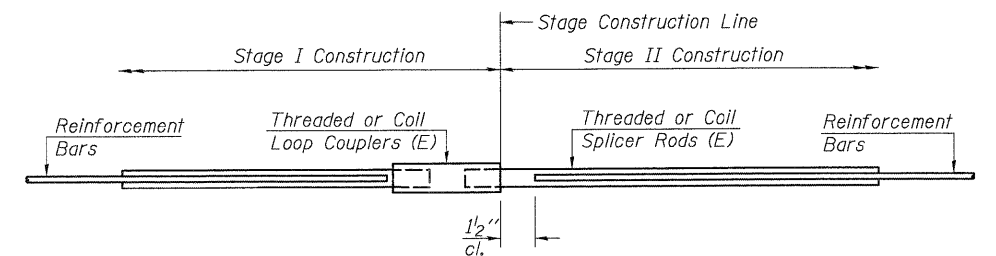 Stage Construction Line
Stage I Construction
Stage II Construction
Reinforcement
Bars
Threaded or Coil
Loop Couplers (E)
Threaded or Coil
Splicer Rods (E)
Reinforcement
Bars
1½"
cl.